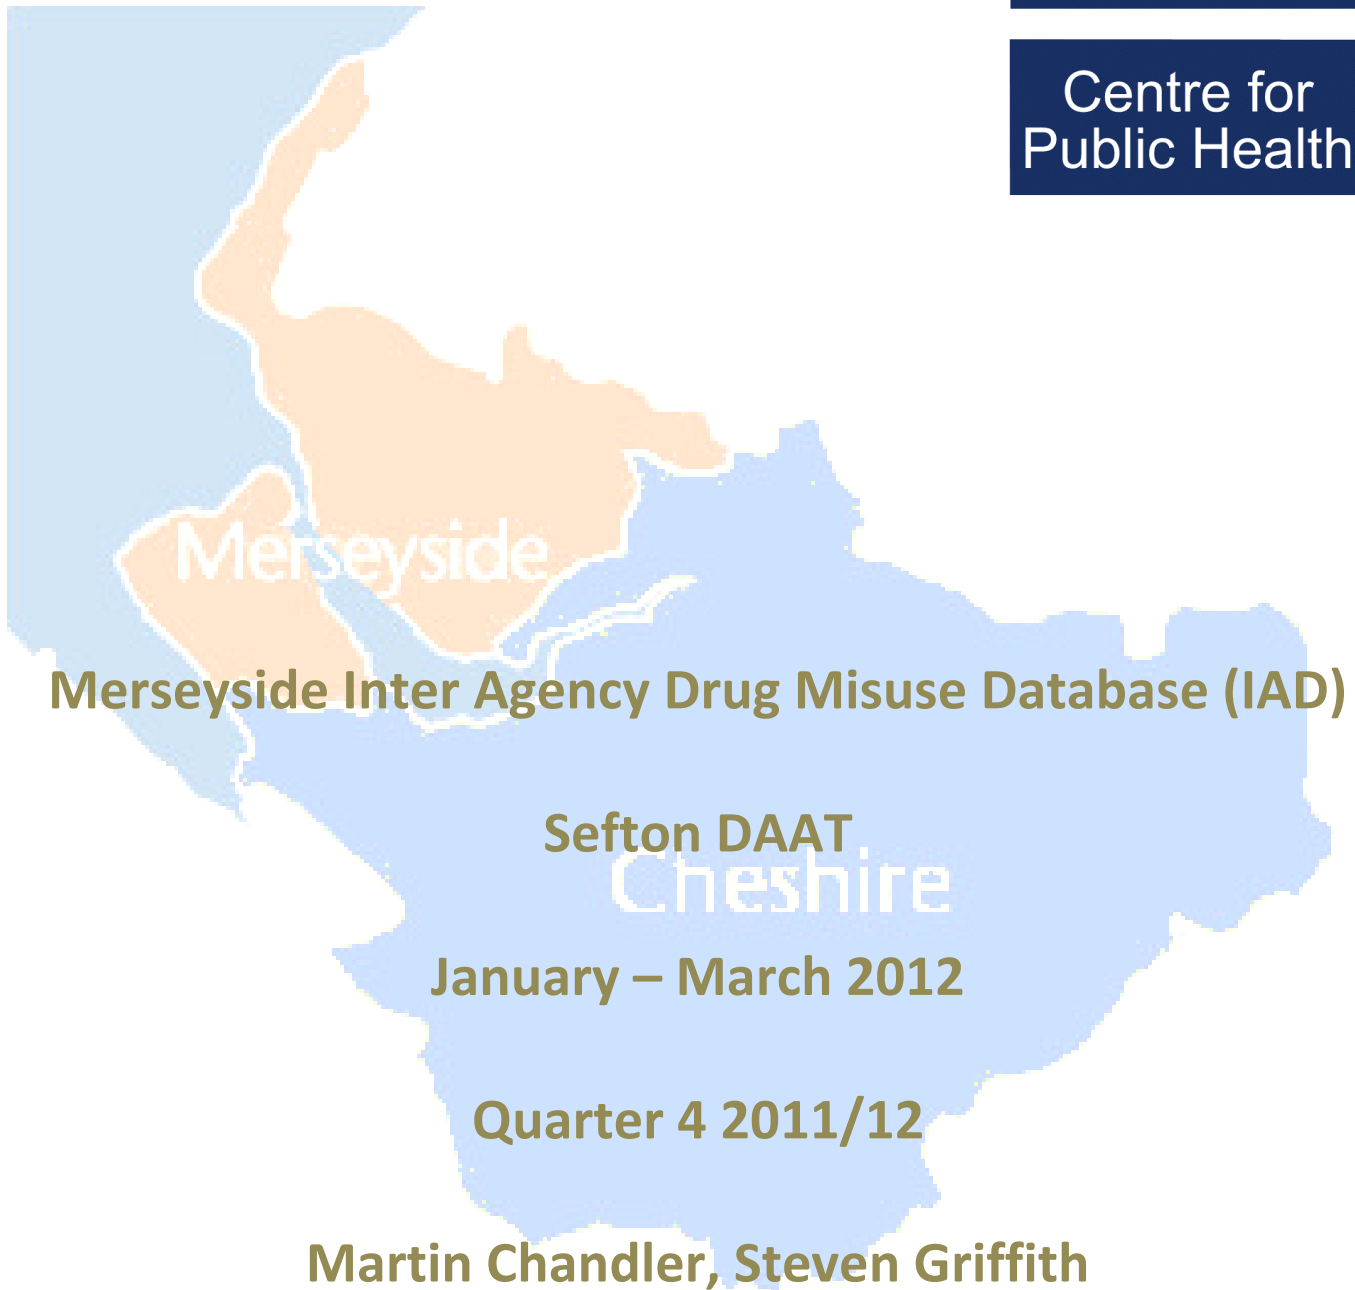 Centre for
Public Health
Merseyside
Merseyside Inter Agency Drug Misuse Database (IAD)
Sefton DAAT
Cheshire
January – March 2012
Quarter 4 2011/12
Martin Chandler, Steven Griffith